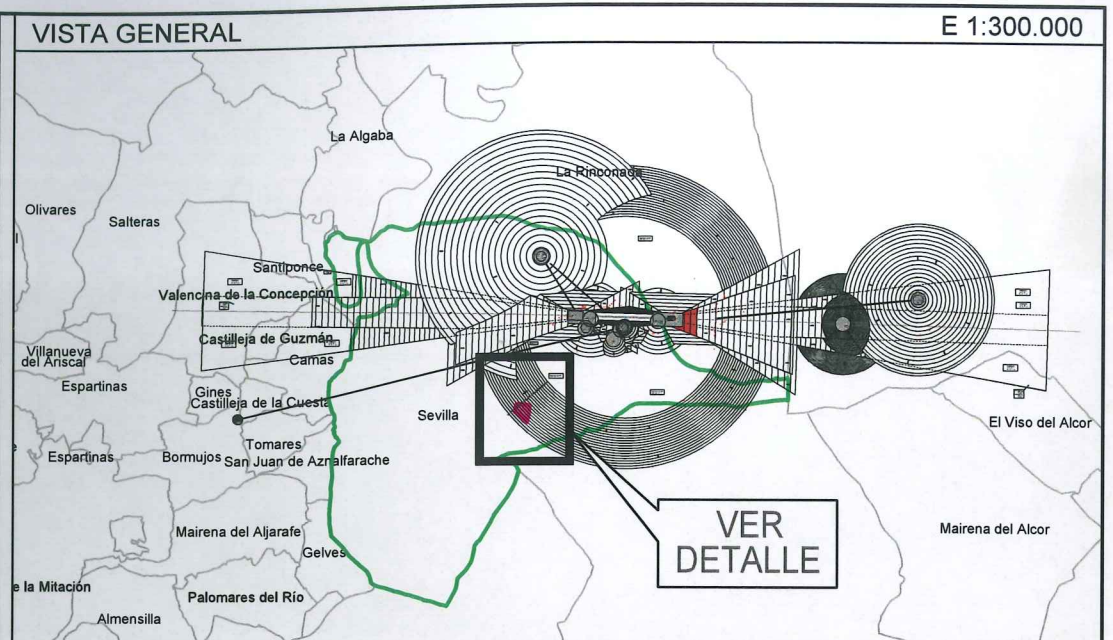 VISTA GENERAL
E 1:300.000
La Algaba
La Rinconada
Olivares
Salteras
Santiponce
Valencina de la Concepción
Castilleja de Guzmán
Camas
Villanueva
del Ariscal
Espartinas
Gines
Castilleja de la Cuesta
Sevilla
El Viso del Alcor
Espartinas
Bormujos
Tomares
San Juan de Aznalfarache
VER
DETALLE
Mairena del Aljarafe
Gelves
Mairena del Alcor
e la Mitación
Palomares del Río
Almensilla